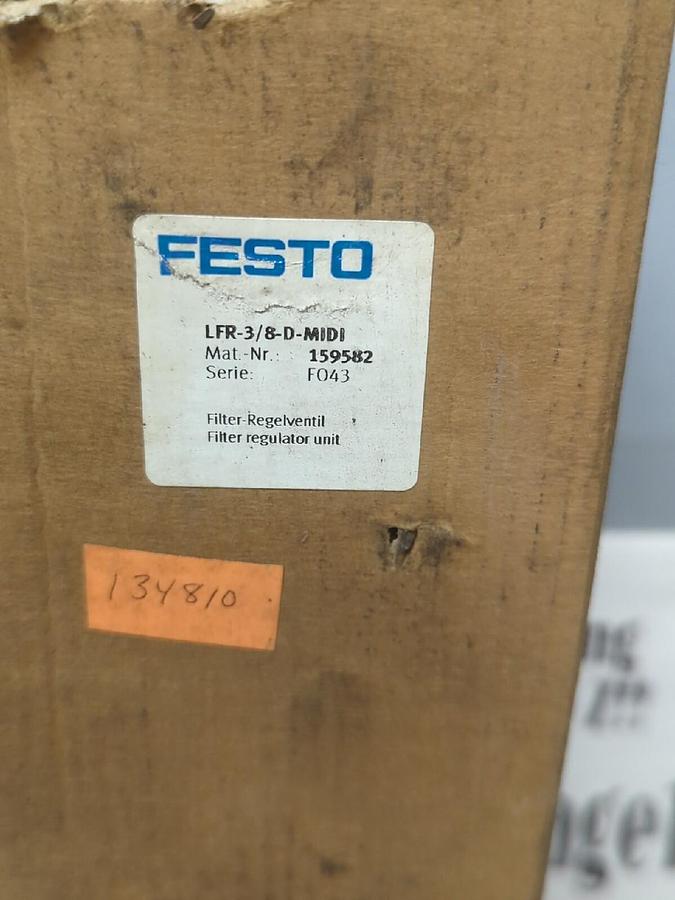 FESTO
LFR-3/8-D-MIDI
Mat.-Nr.: 159582
Serie: F043
Filter-Regelventil
Filter regulator unit
134810